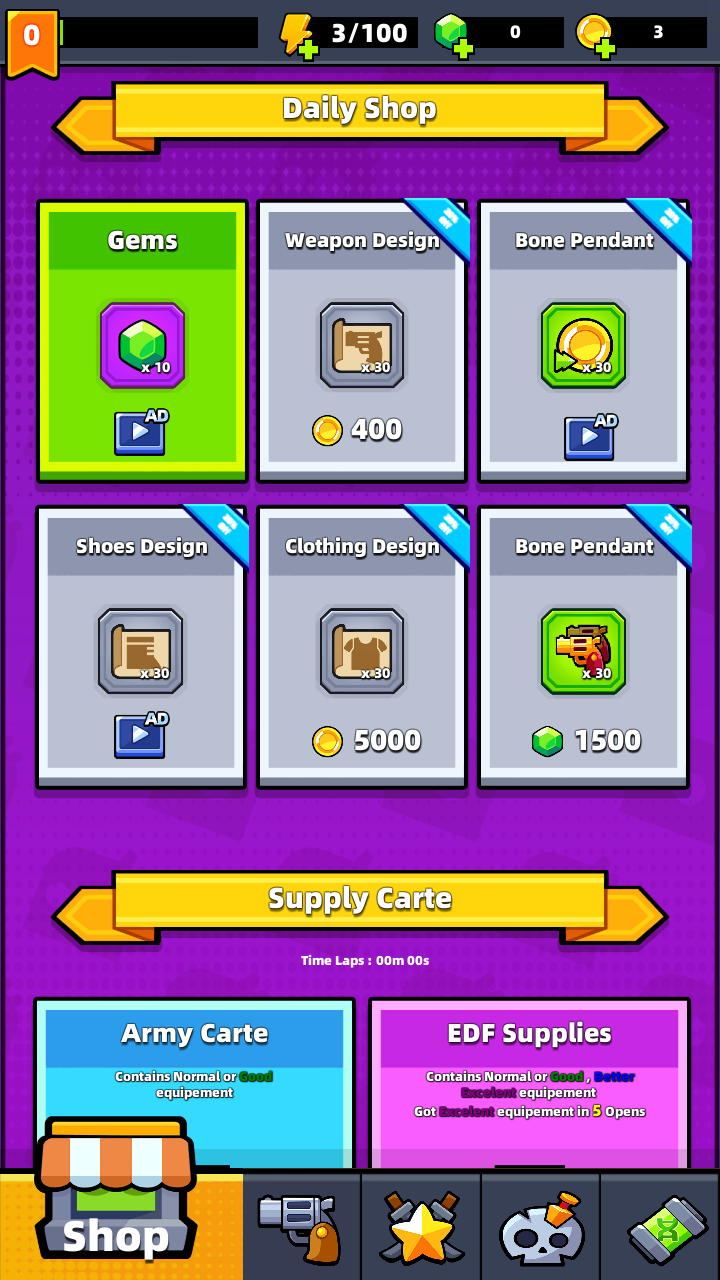 0
3/100
0
3
Daily Shop
Gems
Weapon Design
Bone Pendant
x 10
x 30
x 30
AD
400
AD
Shoes Design
Clothing Design
Bone Pendant
x 30
x 30
x 30
AD
5000
1500
Supply Carte
Time Laps : 00m 00s
Army Carte
Contains Normal or Good
equipement
EDF Supplies
Contains Normal or Good , Better
Excelent equipement
Got Excelent equipement in 5 Opens
Shop